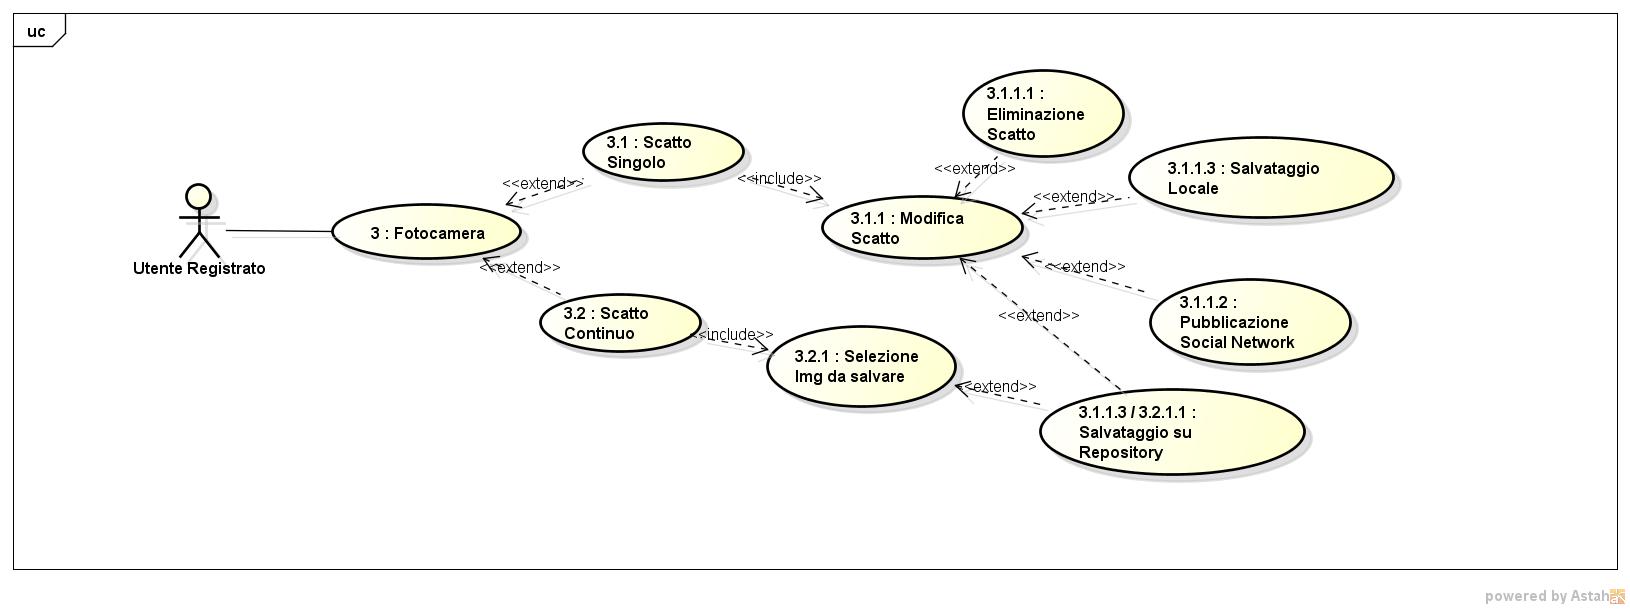 uc
3.1.1.1 :
Eliminazione
Scatto
3.1 : Scatto
Singolo
<<extend>>
<<include>>
<<extend>>
3.1.1.3 : Salvataggio
Locale
<<extend>>
3.1.1 : Modifica
Scatto
3 : Fotocamera
Utente Registrato
<<extend>>
<<extend>>
3.1.1.2 :
Pubblicazione
Social Network
3.2 : Scatto
Continuo
<<extend>>
<<include>>
3.2.1 : Selezione
Img da salvare
<<extend>>
3.1.1.3 / 3.2.1.1 :
Salvataggio su
Repository
powered by Astah